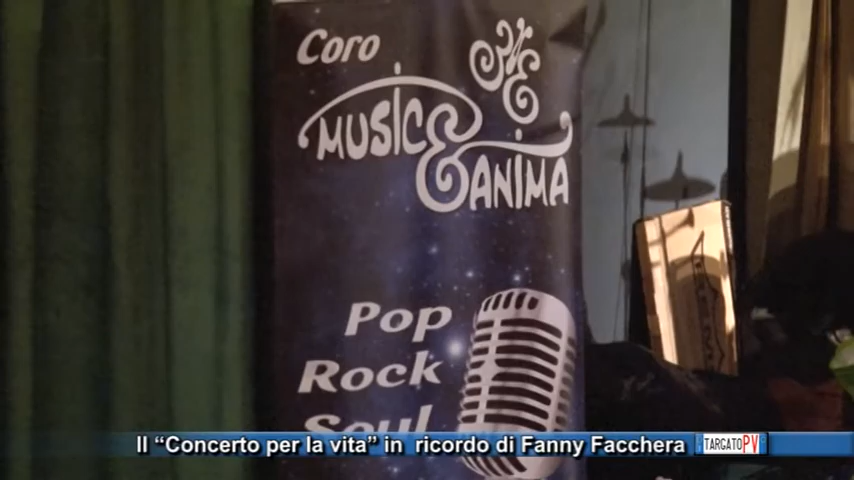 Coro
MUSIC & ANIMA
Pop
Rock
Soul
Il “Concerto per la vita” in ricordo di Fanny Facchera
TARGATOPV